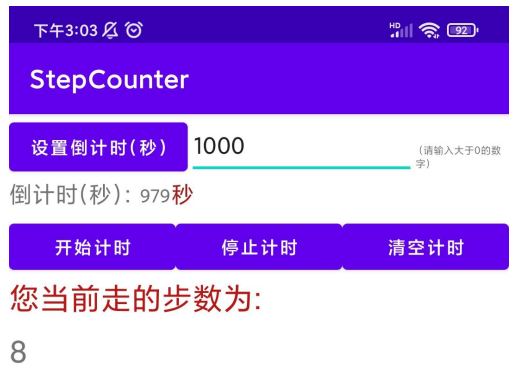 下午3:03 HD 92
StepCounter
设置倒计时(秒) 1000 (请输入大于0的数
字)
倒计时(秒): 979秒
开始计时 停止计时 清空计时
您当前走的步数为:
8